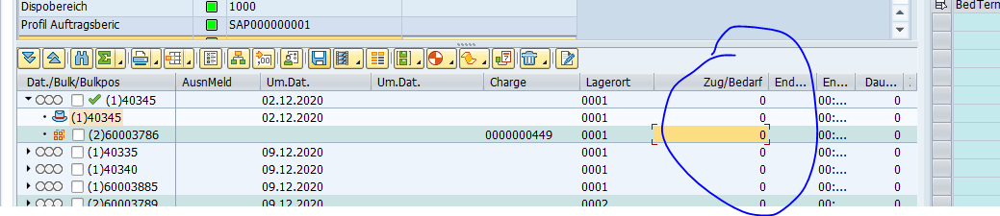 Dispobereich 1000
Profil Auftragsberic SAP000000001
BedTern
Dat./Bulk/Bulkpos AusnMeld Um.Dat. Um.Dat. Charge Lagerort Zug/Bedarf End... En... Dau...
(1)40345 02.12.2020 0001 0 00:... 0
(1)40345 02.12.2020 0001 0 00:... 0
(2)60003786 0000000449 0001 0 00:... 0
(1)40335 09.12.2020 0001 0 00:... 0
(1)40340 09.12.2020 0001 0 00:... 0
(1)60003885 09.12.2020 0001 0 00:... 0
(2)60003789 09.12.2020 0002 0 00: 0